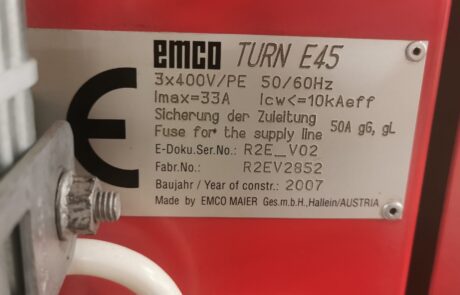 emco TURN E45
3x400V/PE 50/60Hz
Imax=33A Icw<=10kAeff
Sicherung der Zuleitung
Fuse for the supply line 50A gG, gL
E-Doku.Ser.No.: R2E_V02
Fabr.No.: R2EV2852
Baujahr / Year of constr.: 2007
Made by EMCO MAIER Ges.m.b.H., Hallein/AUSTRIA
CE